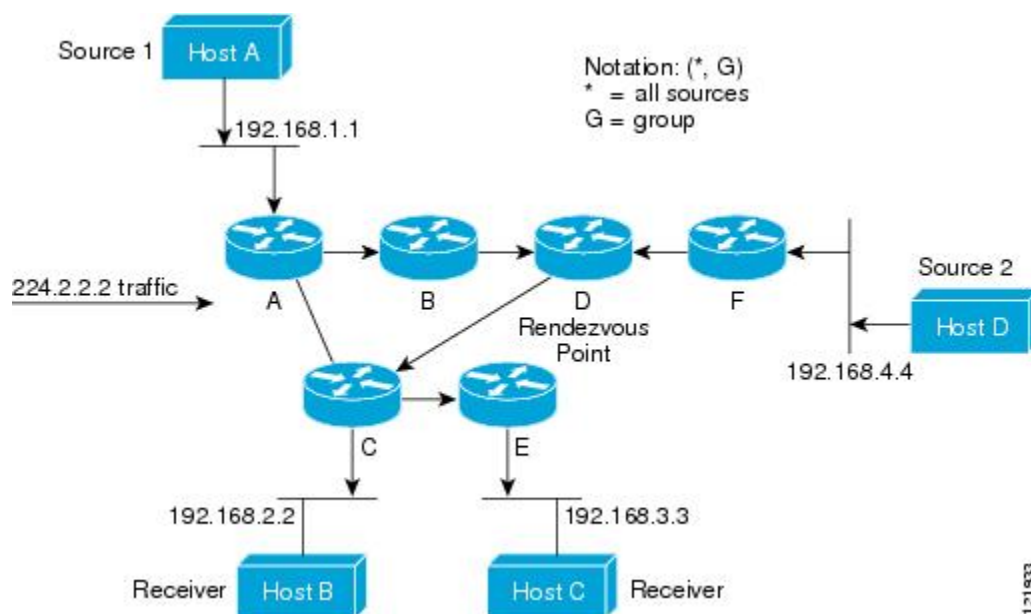 Source 1
Host A
Notation: (*, G)
* = all sources
G = group
192.168.1.1
224.2.2.2 traffic
A
B
D
F
Rendezvous
Point
Source 2
Host D
192.168.4.4
C
E
192.168.2.2
192.168.3.3
Receiver
Host B
Host C
Receiver
121933